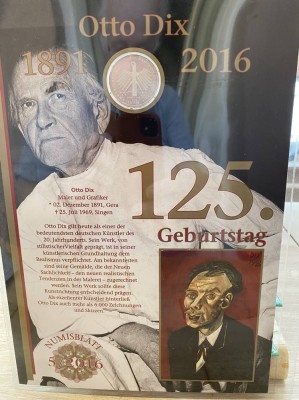 Otto Dix
1891
2016
Otto Dix
Maler und Grafiker
* 02. Dezember 1891, Gera
† 25. Juli 1969, Singen
Otto Dix gilt heute als einer der
bedeutendsten deutschen Künstler des
20. Jahrhunderts. Sein Werk, von
stilistischer Vielfalt geprägt, ist in seiner
künstlerischen Grundhaltung dem
Realismus verpflichtet. Am bekanntesten
sind seine Gemälde, die der Neuen
Sachlichkeit– den neuen realistischen
Tendenzen in der Malerei – zugerechnet
werden. Sein Werk sollte diese
Kunstrichtung entscheidend prägen.
Als exzellenter Künstler hinterließ
Otto Dix auch mehr als 6.000 Zeichnungen
und Skizzen.
125.
Geburtstag
NUMISBLATT
5/2016